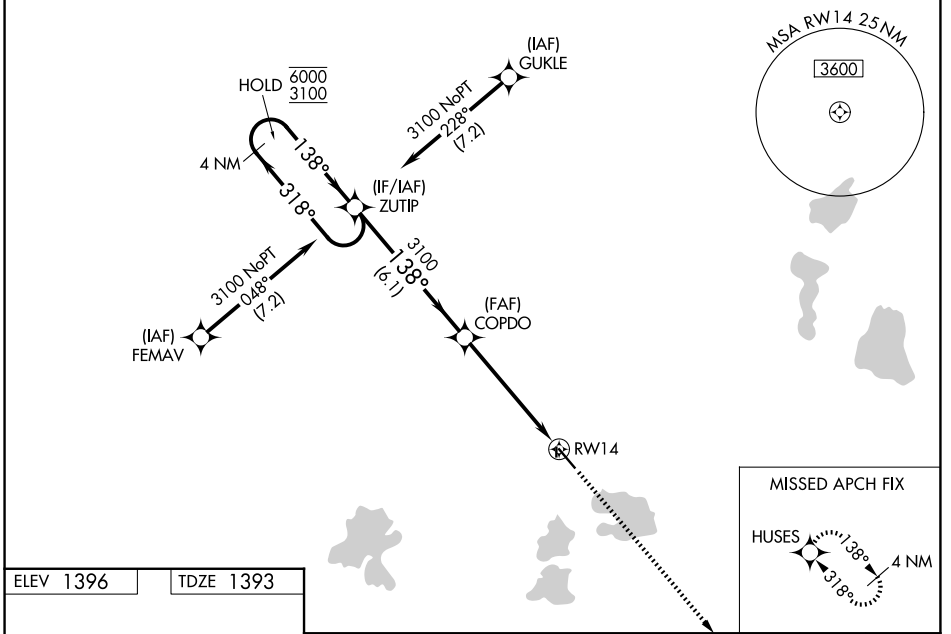 MSA RW14 25 NM
3600
(IAF)
GUKLE
3100 NoPT
228°
(7.2)
HOLD 6000
3100
4 NM
138°
318°
(IF/IAF)
ZUTIP
3100
138°
(6.1)
3100 NoPT
048°
(7.2)
(IAF)
FEMAV
(FAF)
COPDO
RW14
MISSED APCH FIX
HUSES
138°
318°
4 NM
ELEV 1396
TDZE 1393